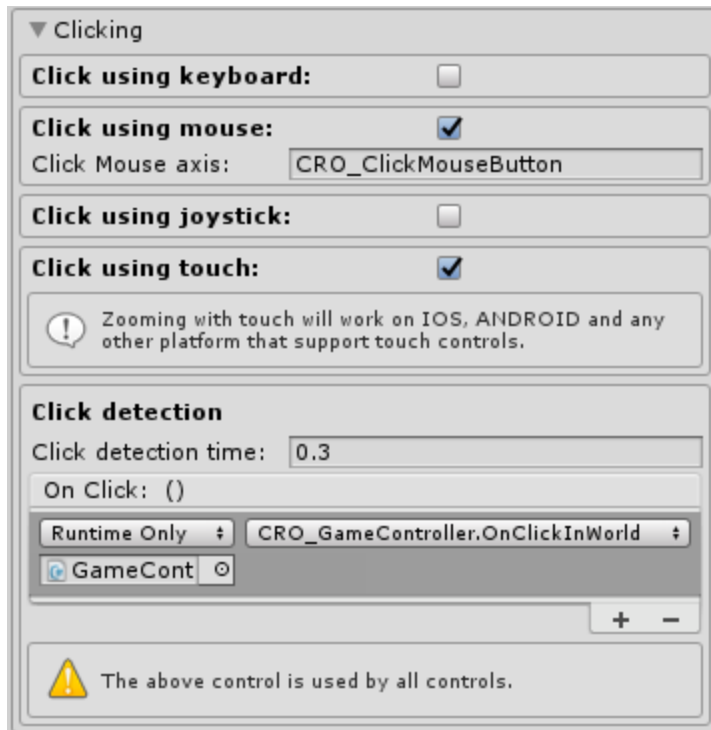 Clicking
Click using keyboard:
Click using mouse:
Click Mouse axis: CRO_ClickMouseButton
Click using joystick:
Click using touch:
Zooming with touch will work on IOS, ANDROID and any
other platform that support touch controls.
Click detection
Click detection time: 0.3
On Click: ()
Runtime Only CRO_GameController.OnClickInWorld
GameCont
+ −
The above control is used by all controls.